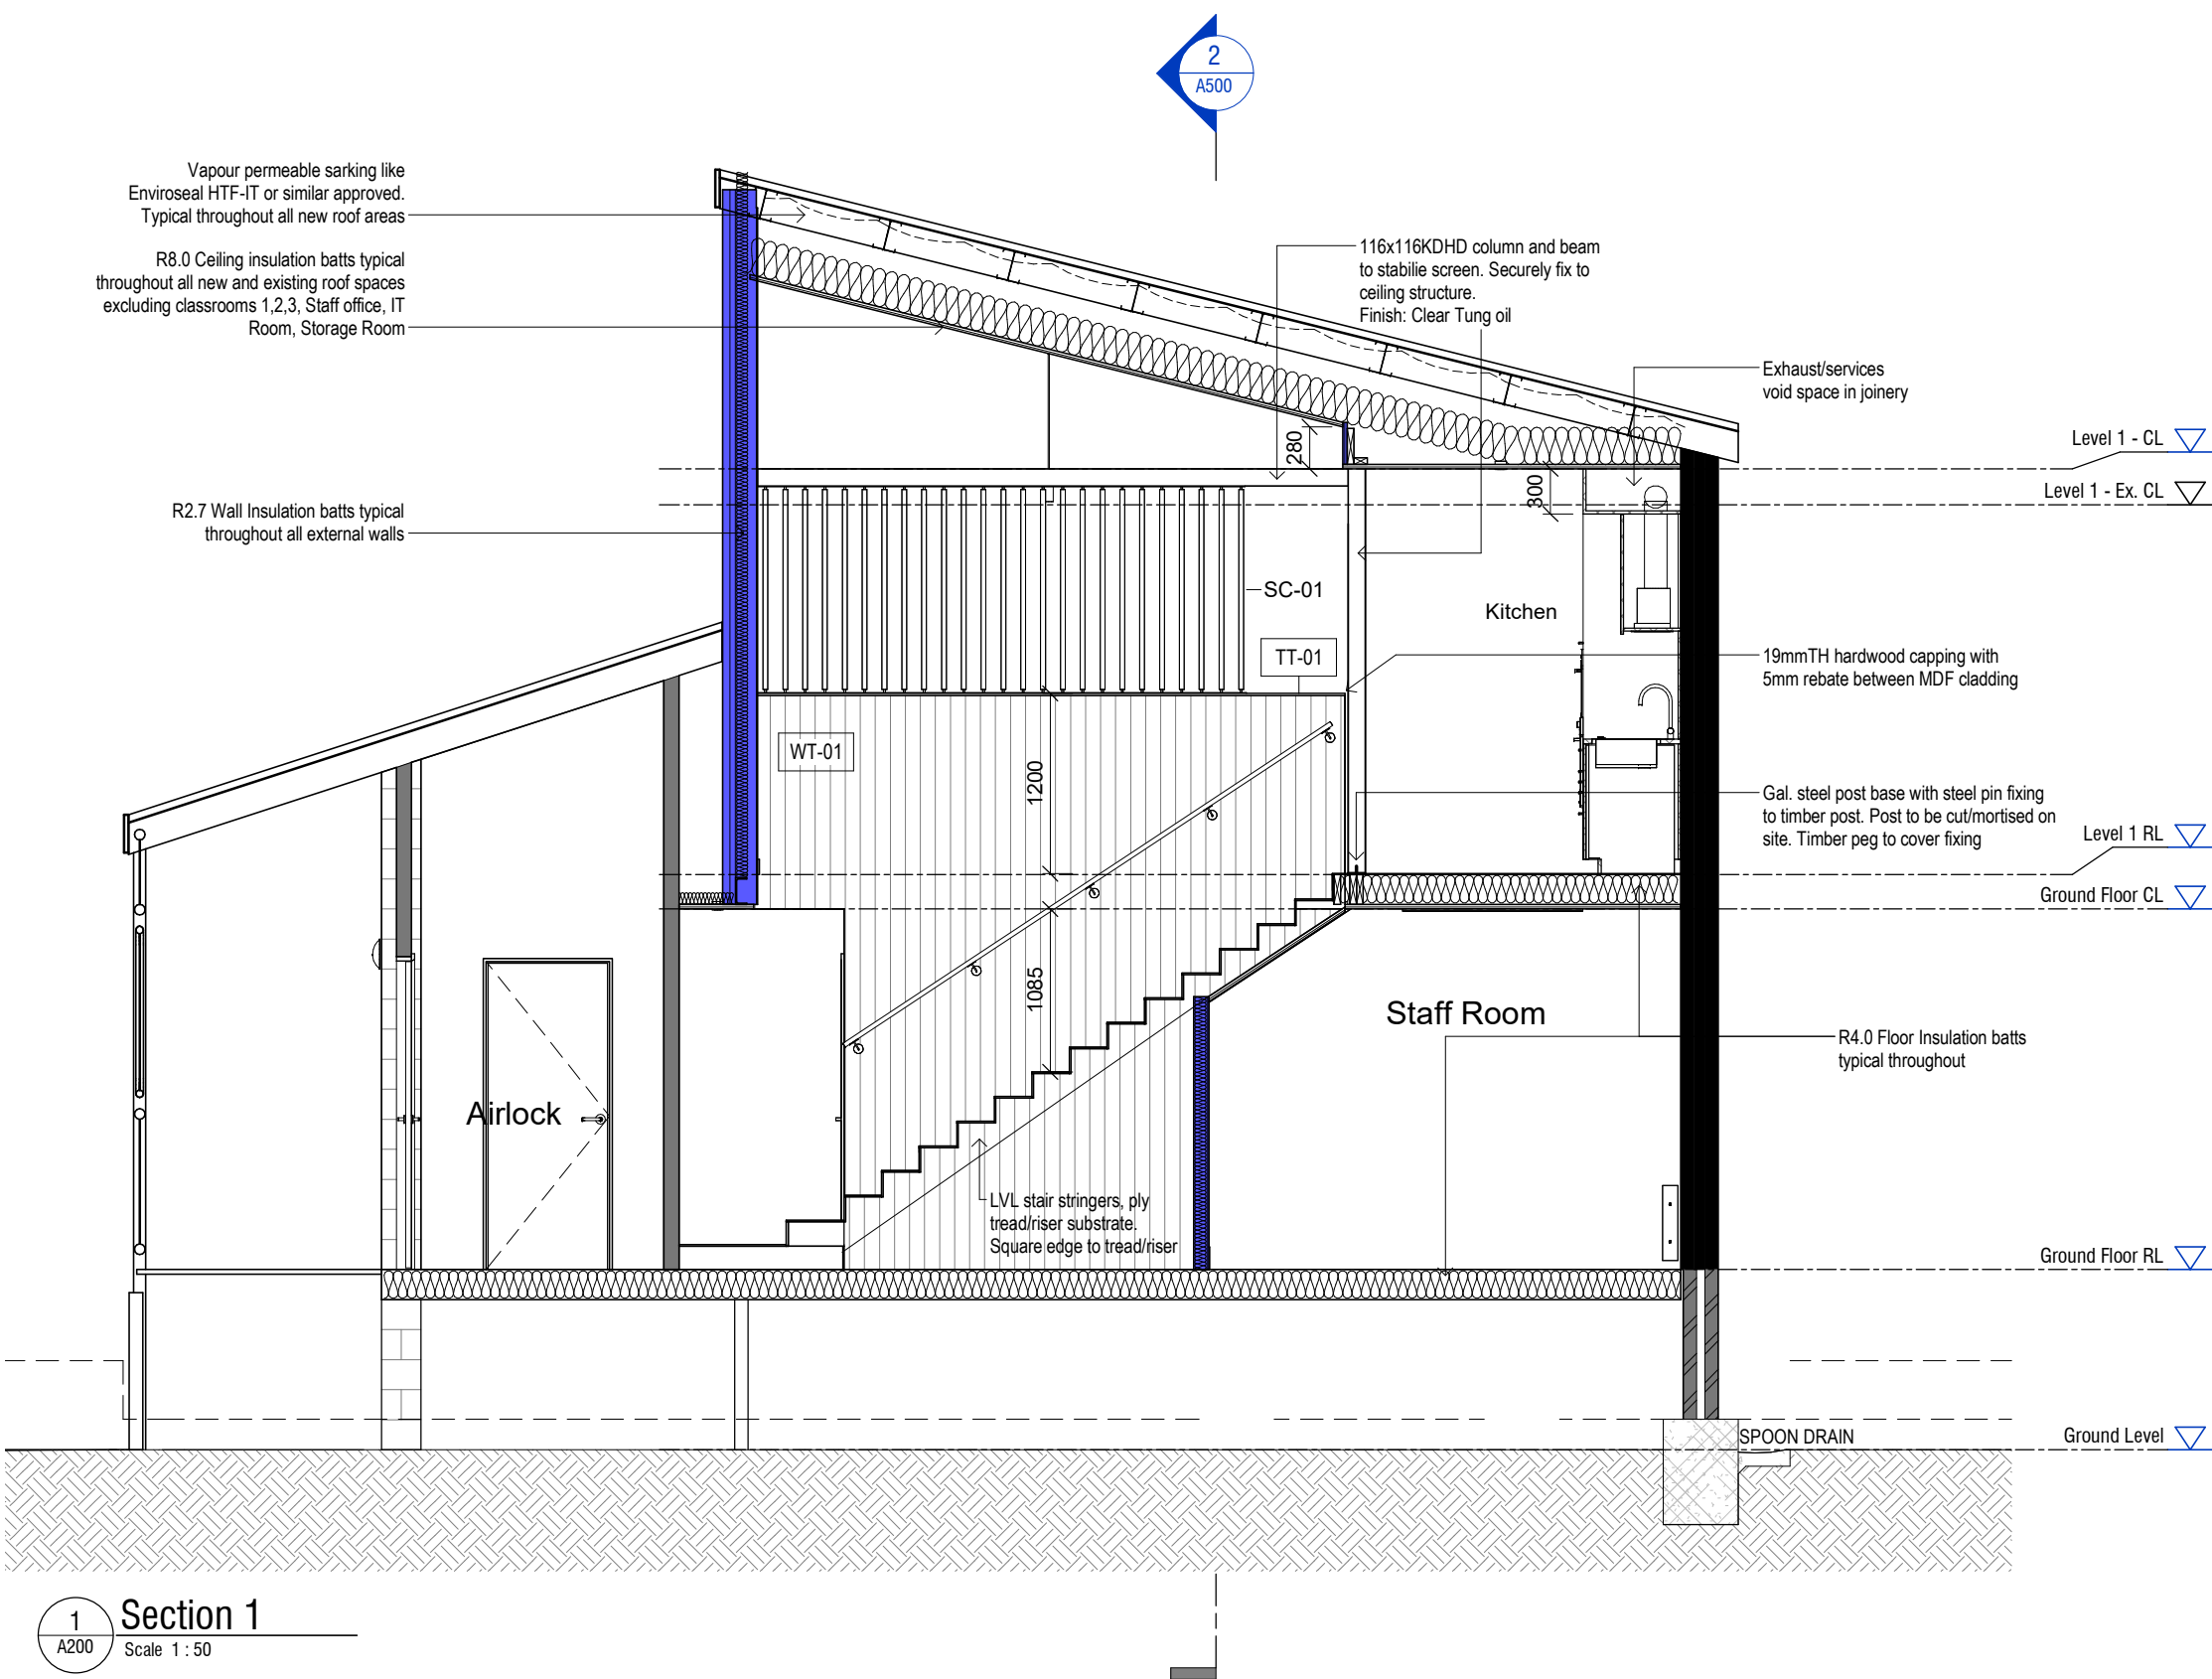 2
A500
Vapour permeable sarking like
Enviroseal HTF-IT or similar approved.
Typical throughout all new roof areas
R8.0 Ceiling insulation batts typical
throughout all new and existing roof spaces
excluding classrooms 1,2,3, Staff office, IT
Room, Storage Room
116x116KDHD column and beam
to stabilie screen. Securely fix to
ceiling structure.
Finish: Clear Tung oil
Exhaust/services
void space in joinery
Level 1 - CL
280
300
Level 1 - Ex. CL
R2.7 Wall Insulation batts typical
throughout all external walls
SC-01
Kitchen
TT-01
19mmTH hardwood capping with
5mm rebate between MDF cladding
WT-01
1200
Gal. steel post base with steel pin fixing
to timber post. Post to be cut/mortised on
site. Timber peg to cover fixing
Level 1 RL
Ground Floor CL
1085
Staff Room
R4.0 Floor Insulation batts
typical throughout
Airlock
LVL stair stringers, ply
tread/riser substrate.
Square edge to tread/riser
Ground Floor RL
SPOON DRAIN
Ground Level
1
A200
Section 1
Scale 1 : 50